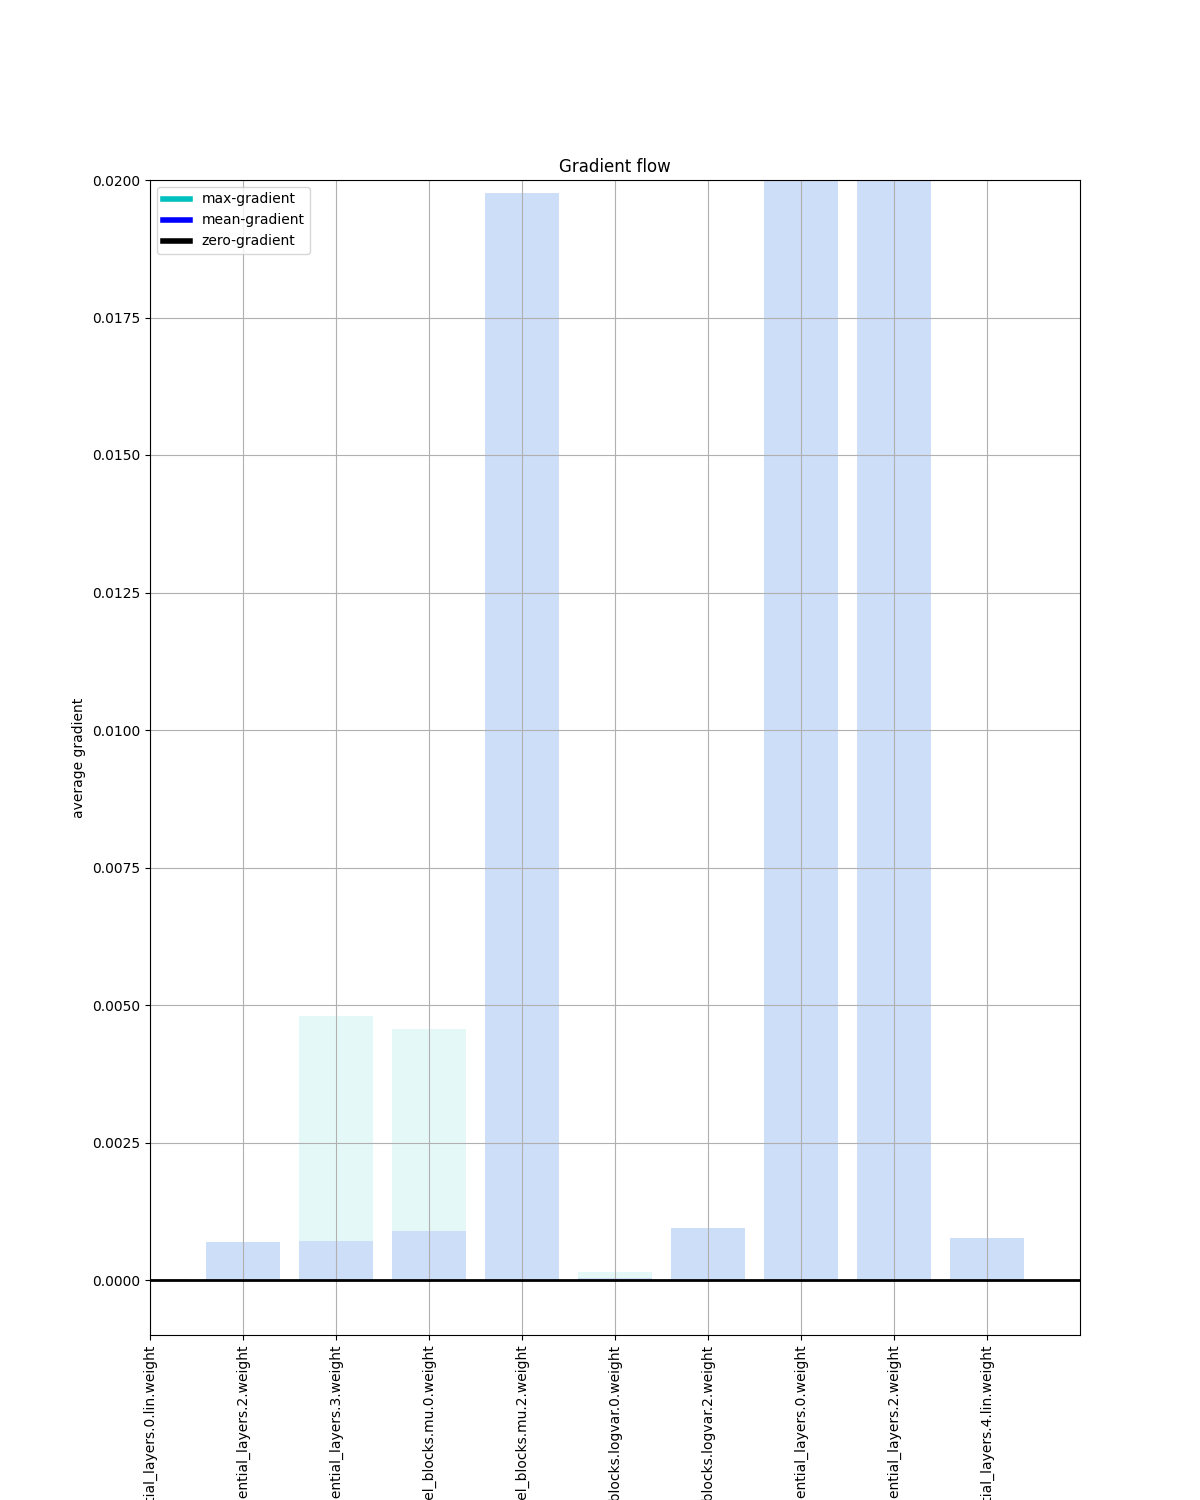 Gradient flow
max-gradient
mean-gradient
zero-gradient
0.0200
0.0175
0.0150
0.0125
0.0100
0.0075
0.0050
0.0025
0.0000
average gradient
tial_layers.0.lin.weight
ential_layers.2.weight
ential_layers.3.weight
el_blocks.mu.0.weight
el_blocks.mu.2.weight
blocks.logvar.0.weight
blocks.logvar.2.weight
ential_layers.0.weight
ential_layers.2.weight
tial_layers.4.lin.weight